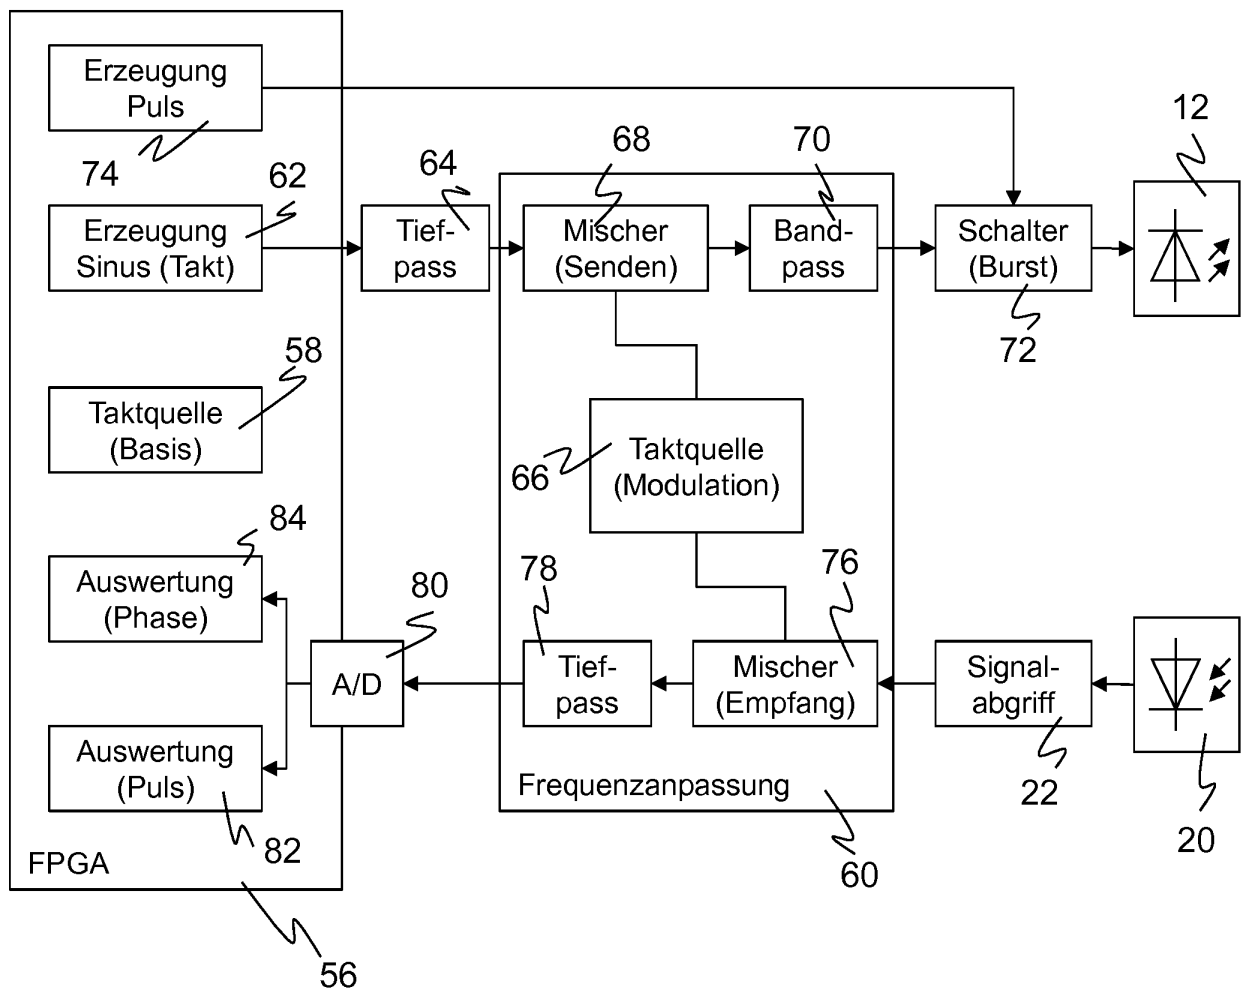 Erzeugung
Puls
74
62
Erzeugung
Sinus (Takt)
64
Tief-
pass
68
Mischer
(Senden)
70
Band-
pass
Schalter
(Burst)
72
12
58
Taktquelle
(Basis)
66
Taktquelle
(Modulation)
84
Auswertung
(Phase)
80
A/D
78
Tief-
pass
76
Mischer
(Empfang)
Signal-
abgriff
22
20
Auswertung
(Puls)
82
Frequenzanpassung
60
FPGA
56